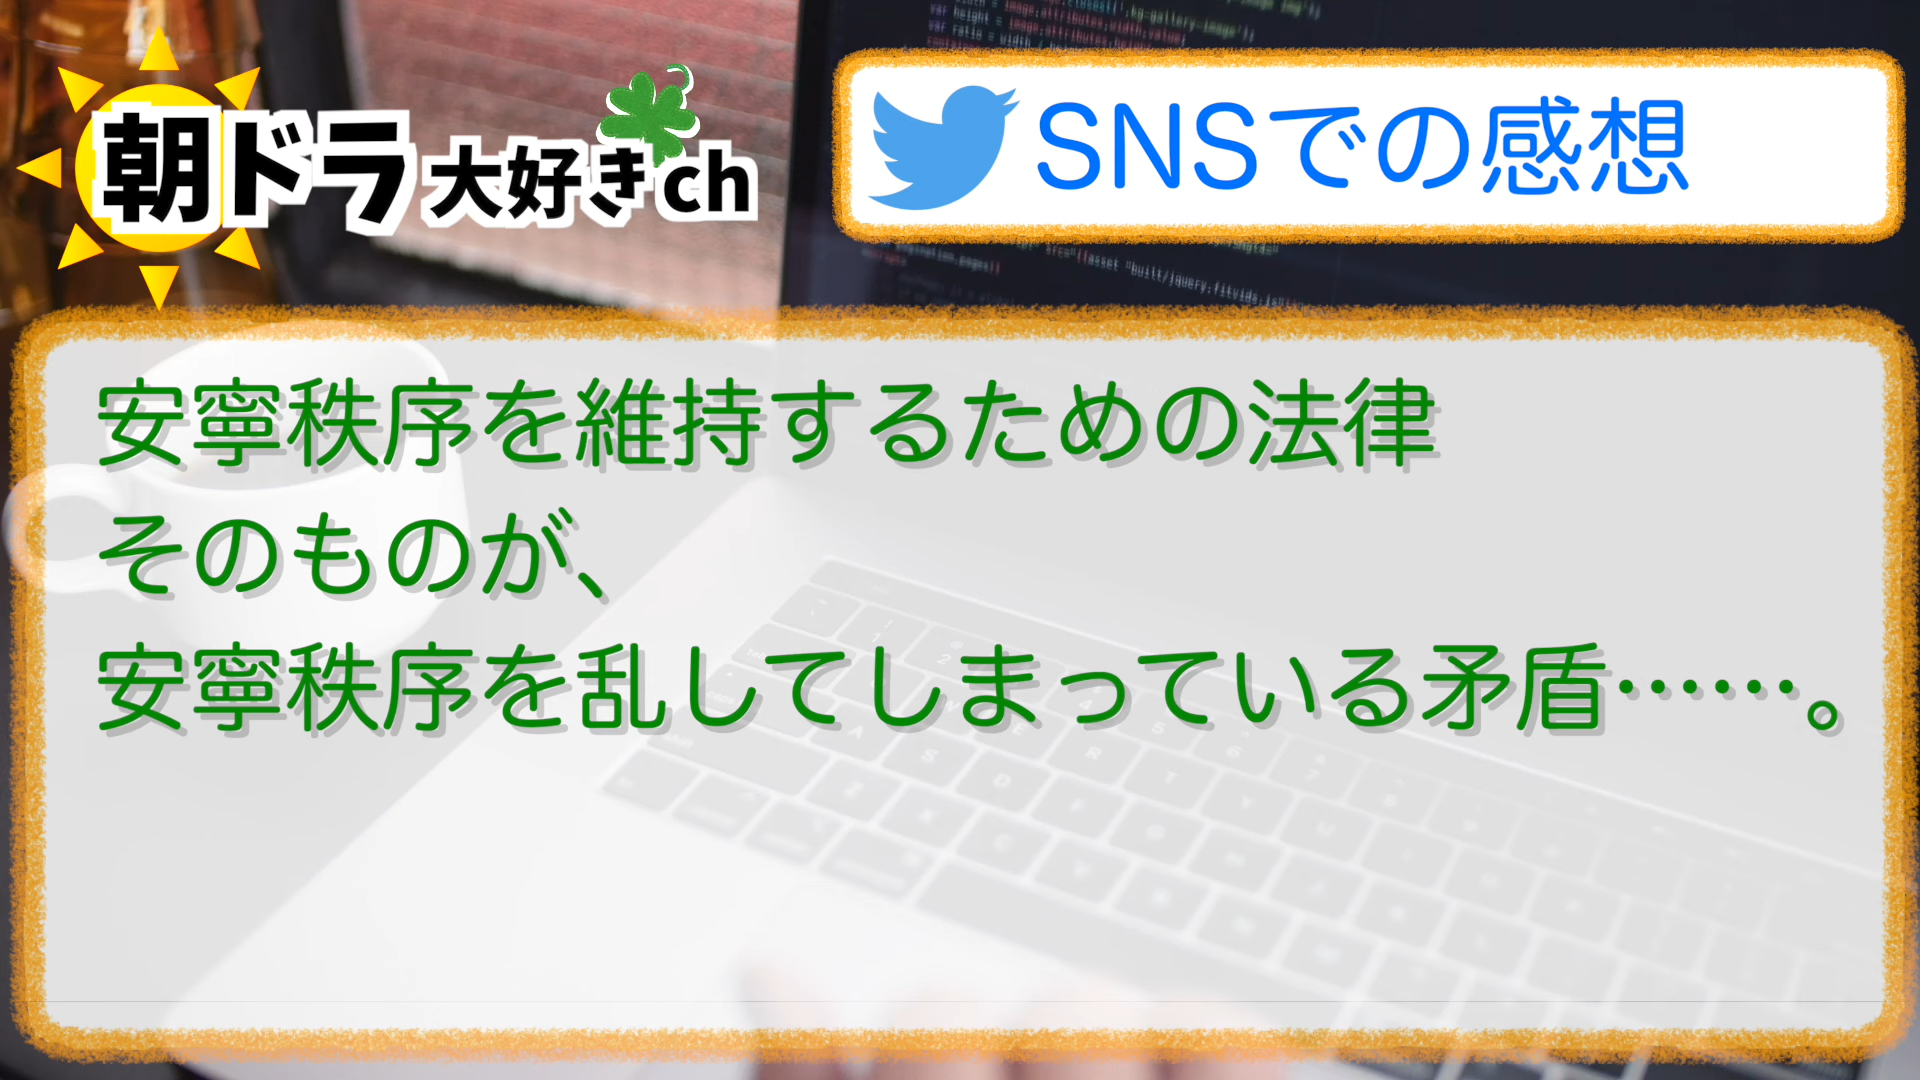 朝ドラ大好きch
SNSでの感想
安寧秩序を維持するための法律
そのものが、
安寧秩序を乱してしまっている矛盾……。